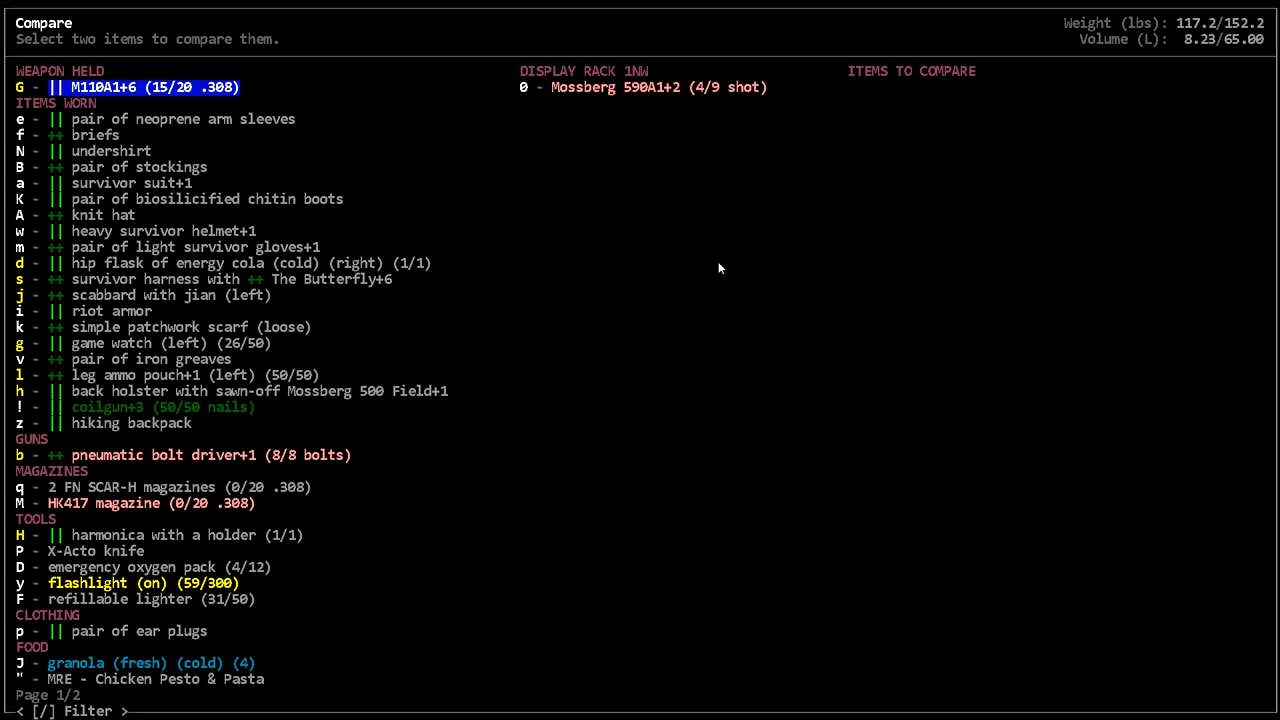 Compare
Select two items to compare them.
Weight (lbs): 117.2/152.2
Volume (L): 8.23/65.00
WEAPON HELD
G - || M110A1+6 (15/20 .308)
ITEMS WORN
e - || pair of neoprene arm sleeves
f - ++ briefs
N - || undershirt
B - ++ pair of stockings
a - || survivor suit+1
K - || pair of biosilicified chitin boots
A - ++ knit hat
w - || heavy survivor helmet+1
m - ++ pair of light survivor gloves+1
d - || hip flask of energy cola (cold) (right) (1/1)
s - ++ survivor harness with ++ The Butterfly+6
j - ++ scabbard with jian (left)
i - || riot armor
k - ++ simple patchwork scarf (loose)
g - || game watch (left) (26/50)
v - ++ pair of iron greaves
l - ++ leg ammo pouch+1 (left) (50/50)
h - || back holster with sawn-off Mossberg 500 Field+1
! - || coilgun+3 (50/50 nails)
z - || hiking backpack
GUNS
b - ++ pneumatic bolt driver+1 (8/8 bolts)
MAGAZINES
q - 2 FN SCAR-H magazines (0/20 .308)
M - HK417 magazine (0/20 .308)
TOOLS
H - || harmonica with a holder (1/1)
P - X-Acto knife
D - emergency oxygen pack (4/12)
y - flashlight (on) (59/300)
F - refillable lighter (31/50)
CLOTHING
p - || pair of ear plugs
FOOD
J - granola (fresh) (cold) (4)
" - MRE - Chicken Pesto & Pasta
Page 1/2
< [/] Filter >
DISPLAY RACK 1NW
0 - Mossberg 590A1+2 (4/9 shot)
ITEMS TO COMPARE